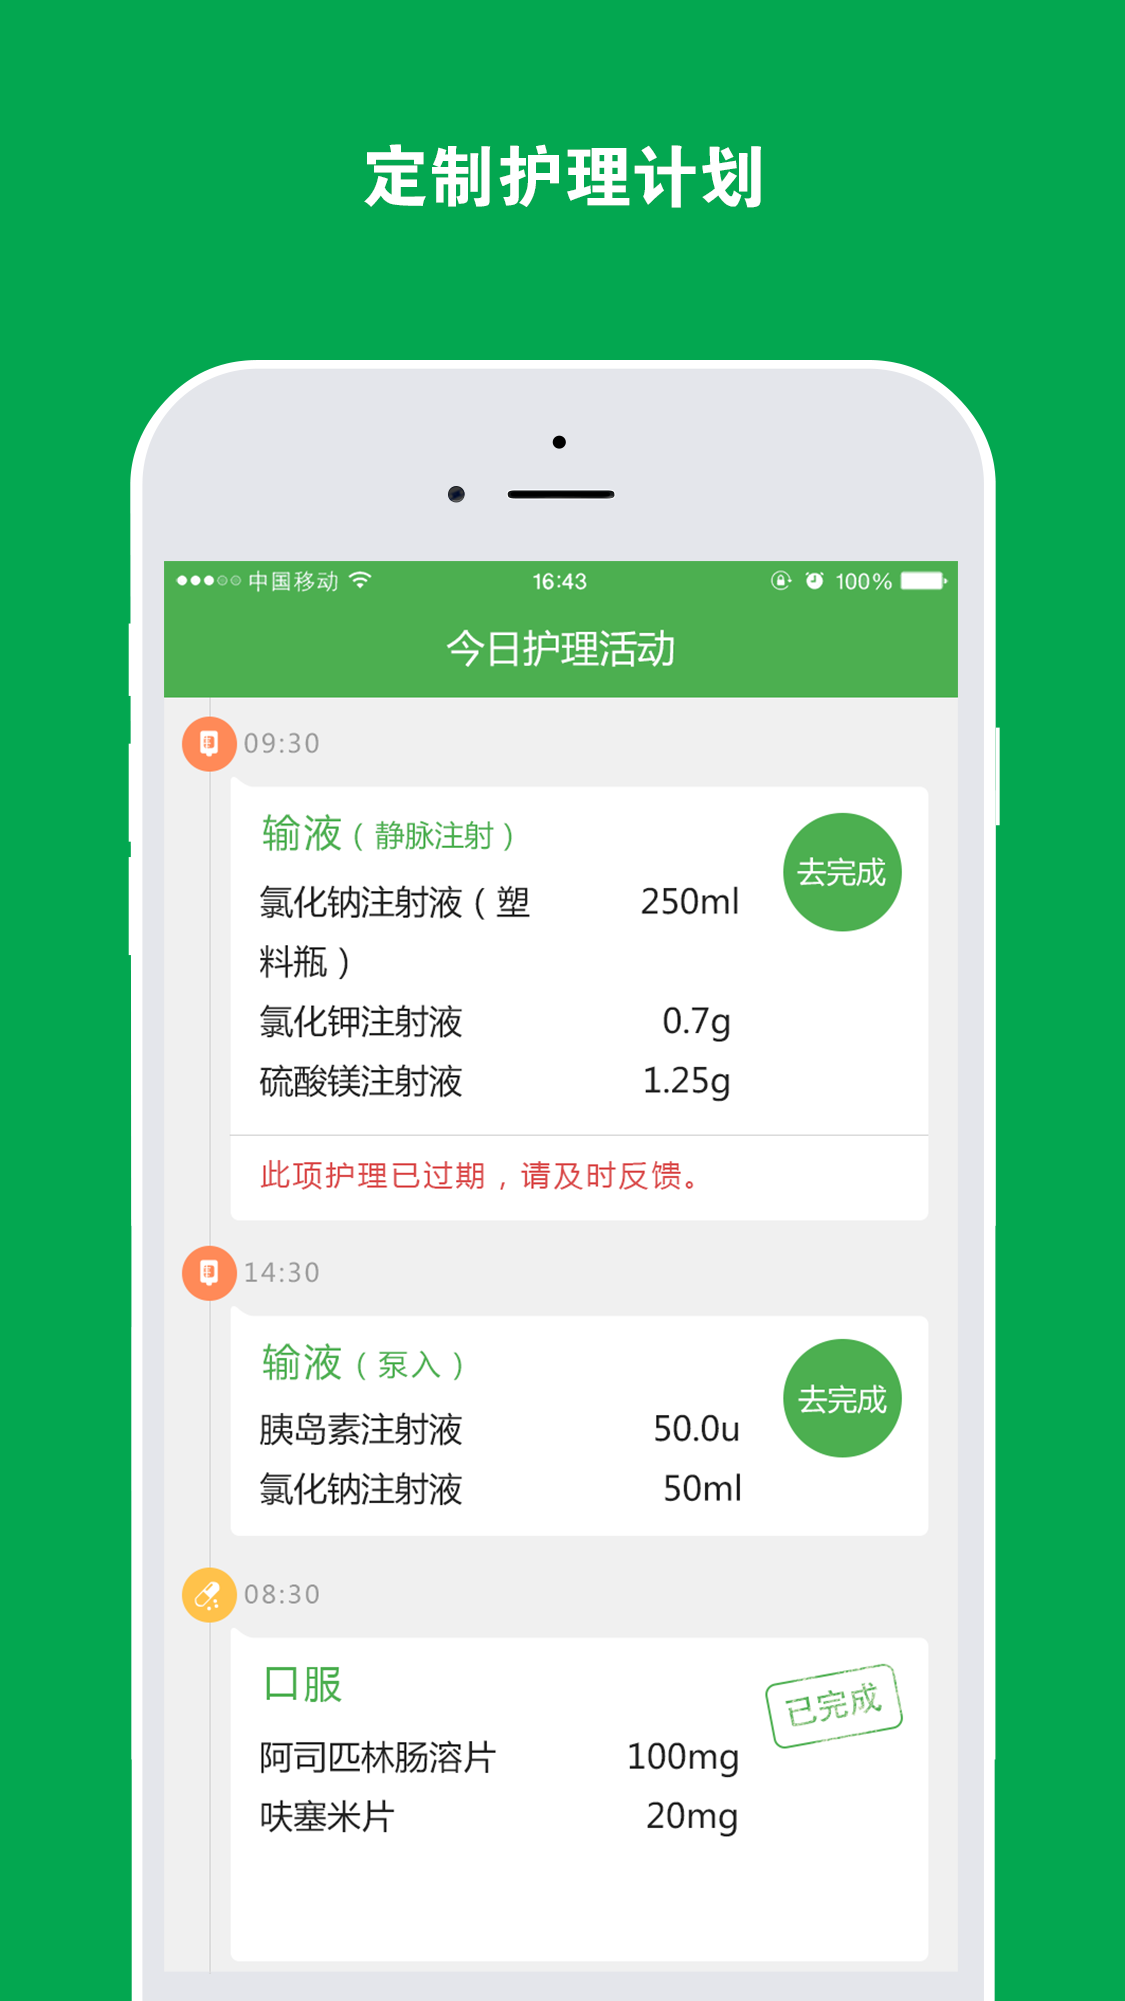 定制护理计划
中国移动 16:43 100%
今日护理活动
09:30
输液（静脉注射）
去完成
氯化钠注射液（塑 250ml
料瓶）
氯化钾注射液 0.7g
硫酸镁注射液 1.25g
此项护理已过期，请及时反馈。
14:30
输液（泵入）
去完成
胰岛素注射液 50.0u
氯化钠注射液 50ml
08:30
口服
已完成
阿司匹林肠溶片 100mg
呋塞米片 20mg